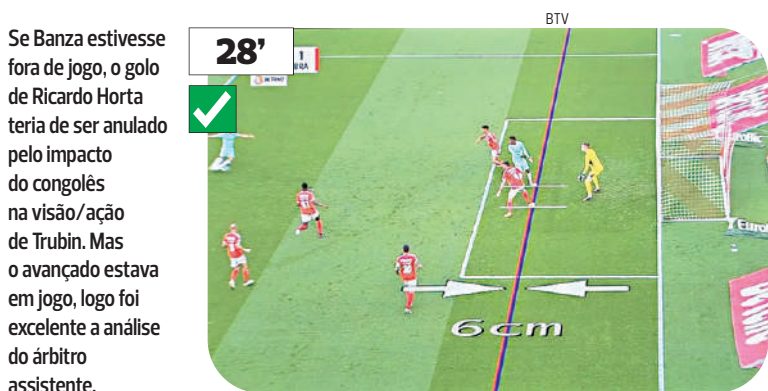 BTV
Se Banza estivesse
fora de jogo, o golo
de Ricardo Horta
teria de ser anulado
pelo impacto
do congolês
na visão/ação
de Trubin. Mas
o avançado estava
em jogo, logo foi
excelente a análise
do árbitro
assistente.
28’
6cm